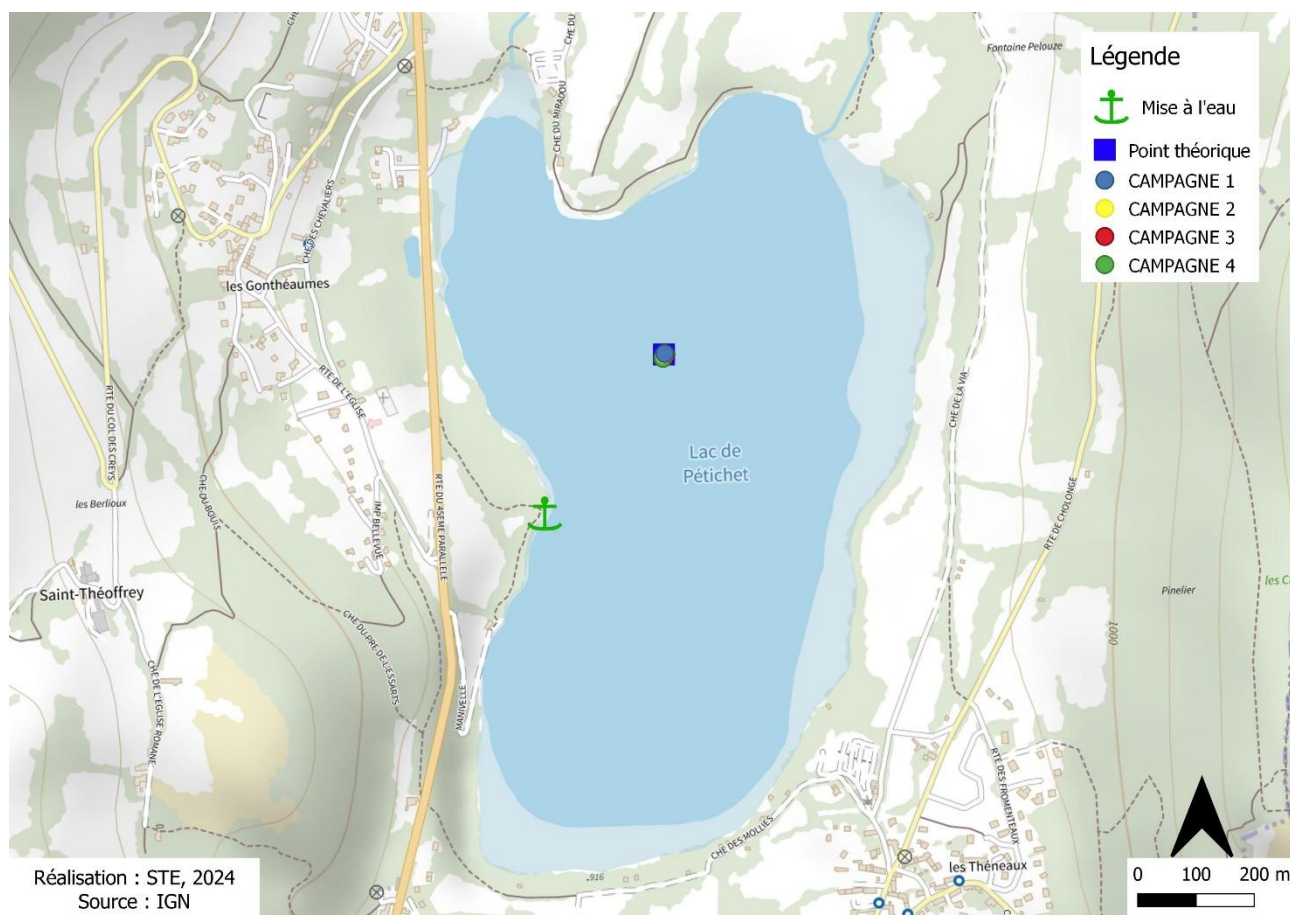 Légende
Mise à l'eau
Point théorique
CAMPAGNE 1
CAMPAGNE 2
CAMPAGNE 3
CAMPAGNE 4
Fontaine Pelouze
CHE DU MIRADOU
CHE DES CHEVALIERS
les Gonthéaumes
RTE DE L'EGLISE
RTE DU COL DES CREYS
CHE DE LA VIA
Lac de
Pétichet
les Berlioux
CHE DU BOUIS
IMP BELLEVUE
RTE DU 45EME PARALLELE
RTE DE CHOLONGE
Saint-Théoffrey
Pinelier
1000
CHE DU PRE DE L'ESSARTS
CHE DE L'EGLISE ROMANE
MANIVELLE
RTE DES FROMENTEAUX
CHE DES MOLLIES
les Théneaux
916
Réalisation : STE, 2024
Source : IGN
0 100 200 m